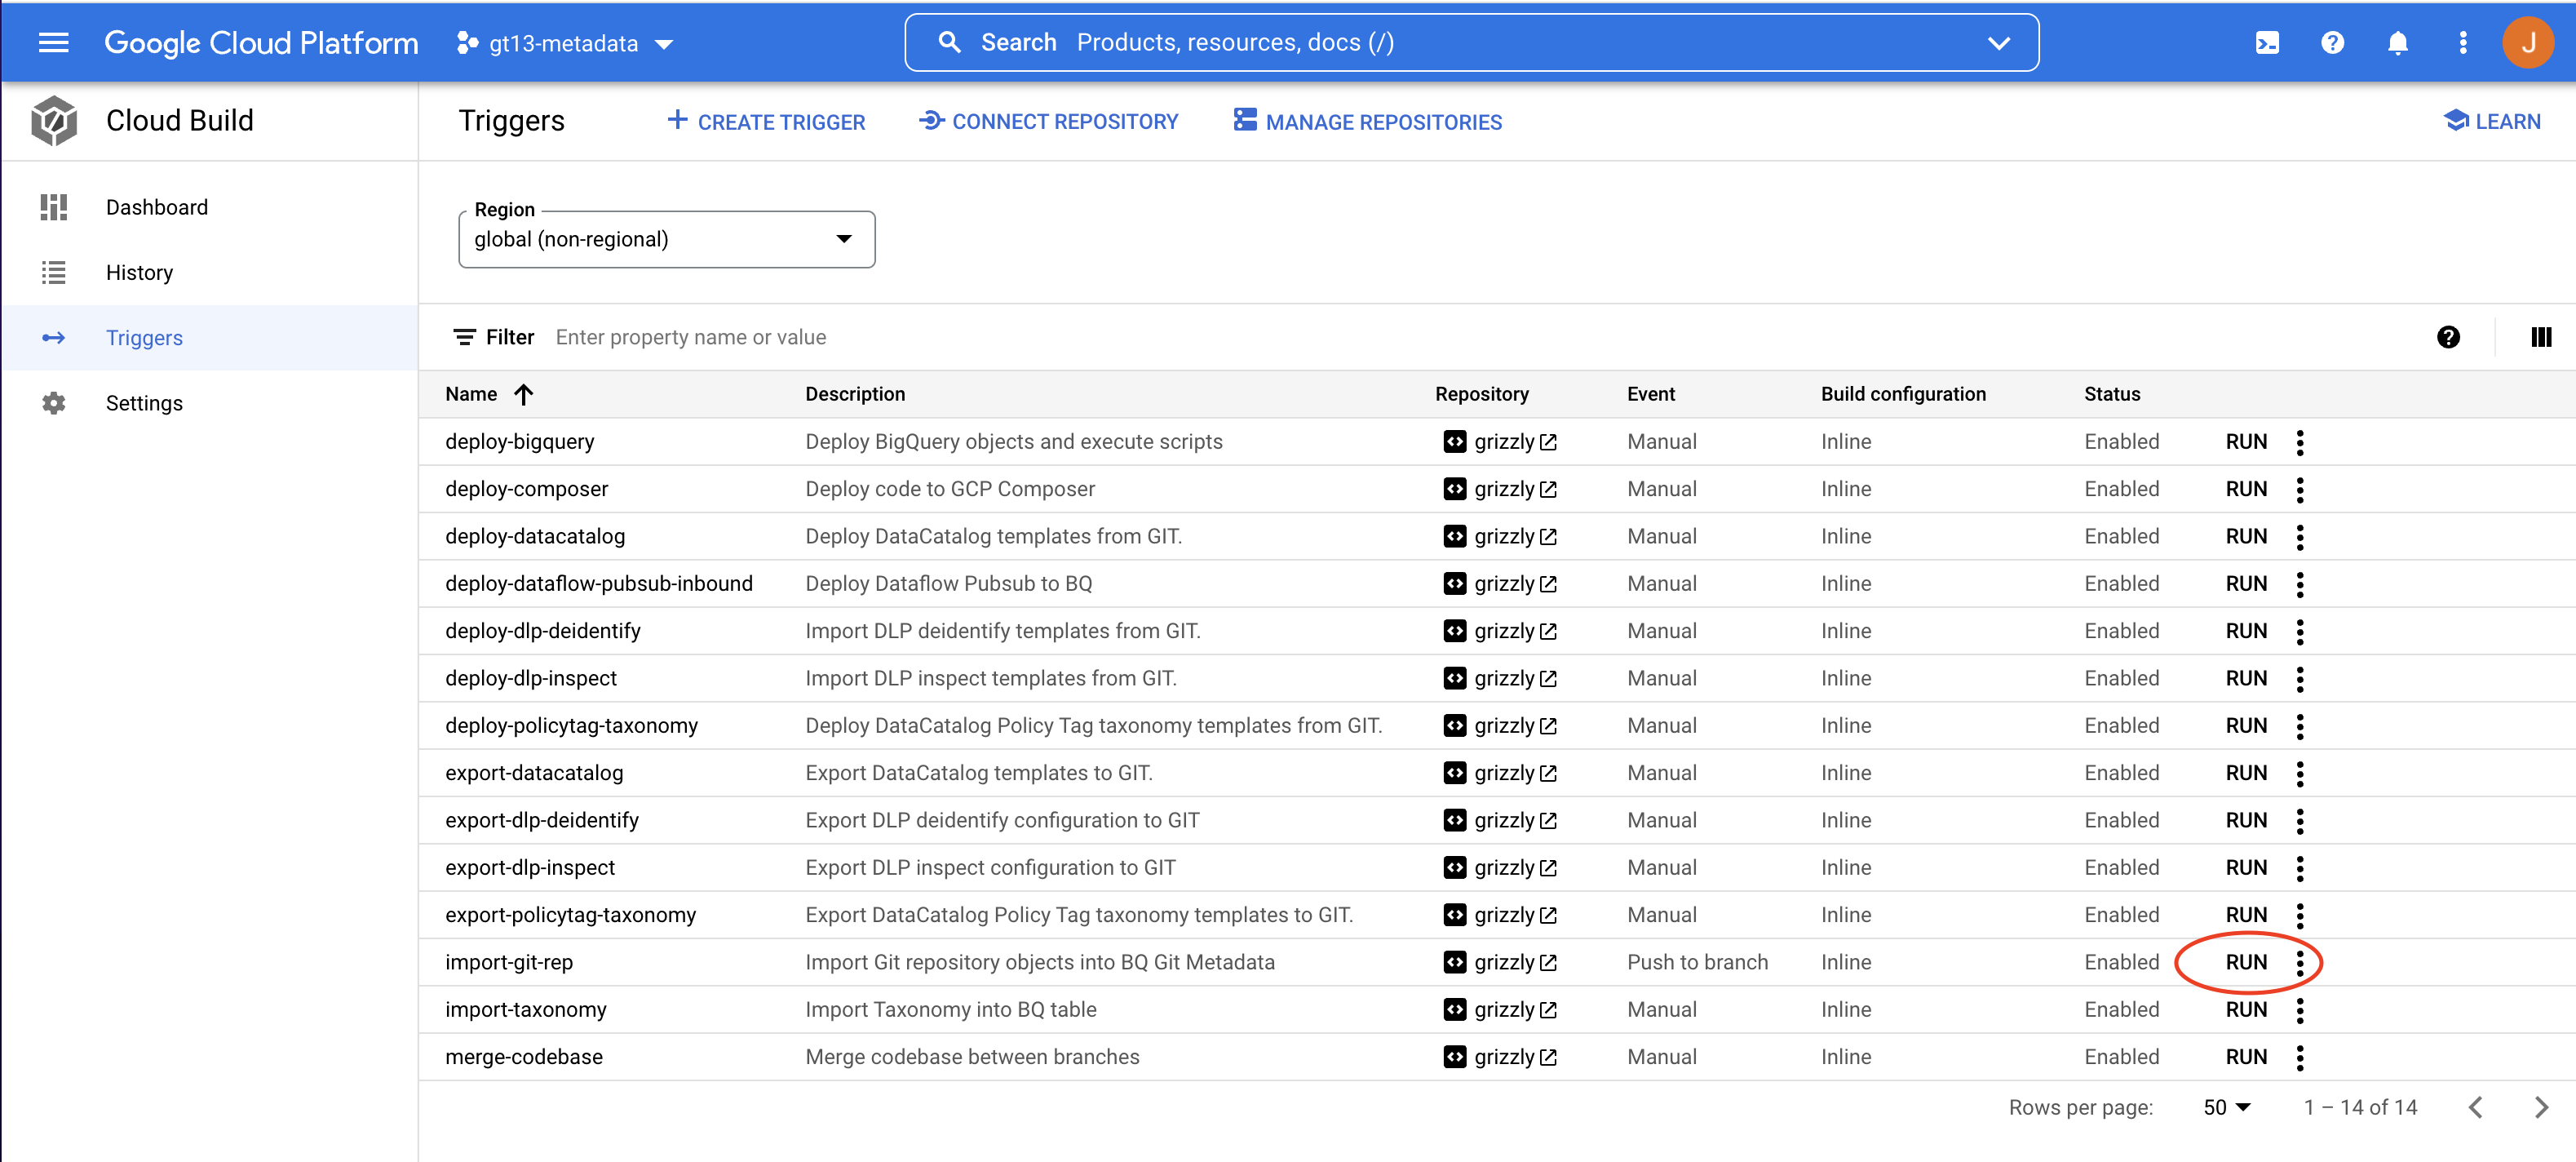 Google Cloud Platform gt13-metadata Search Products, resources, docs (/) J
Cloud Build Triggers CREATE TRIGGER CONNECT REPOSITORY MANAGE REPOSITORIES LEARN
Dashboard
History
Triggers
Settings
Region
global (non-regional)
Filter Enter property name or value
Name Description Repository Event Build configuration Status
deploy-bigquery Deploy BigQuery objects and execute scripts grizzly Manual Inline Enabled RUN
deploy-composer Deploy code to GCP Composer grizzly Manual Inline Enabled RUN
deploy-datacatalog Deploy DataCatalog templates from GIT. grizzly Manual Inline Enabled RUN
deploy-dataflow-pubsub-inbound Deploy Dataflow Pubsub to BQ grizzly Manual Inline Enabled RUN
deploy-dlp-deidentify Import DLP deidentify templates from GIT. grizzly Manual Inline Enabled RUN
deploy-dlp-inspect Import DLP inspect templates from GIT. grizzly Manual Inline Enabled RUN
deploy-policytag-taxonomy Deploy DataCatalog Policy Tag taxonomy templates from GIT. grizzly Manual Inline Enabled RUN
export-datacatalog Export DataCatalog templates to GIT. grizzly Manual Inline Enabled RUN
export-dlp-deidentify Export DLP deidentify configuration to GIT grizzly Manual Inline Enabled RUN
export-dlp-inspect Export DLP inspect configuration to GIT grizzly Manual Inline Enabled RUN
export-policytag-taxonomy Export DataCatalog Policy Tag taxonomy templates to GIT. grizzly Manual Inline Enabled RUN
import-git-rep Import Git repository objects into BQ Git Metadata grizzly Push to branch Inline Enabled RUN
import-taxonomy Import Taxonomy into BQ table grizzly Manual Inline Enabled RUN
merge-codebase Merge codebase between branches grizzly Manual Inline Enabled RUN
Rows per page: 50 1 – 14 of 14